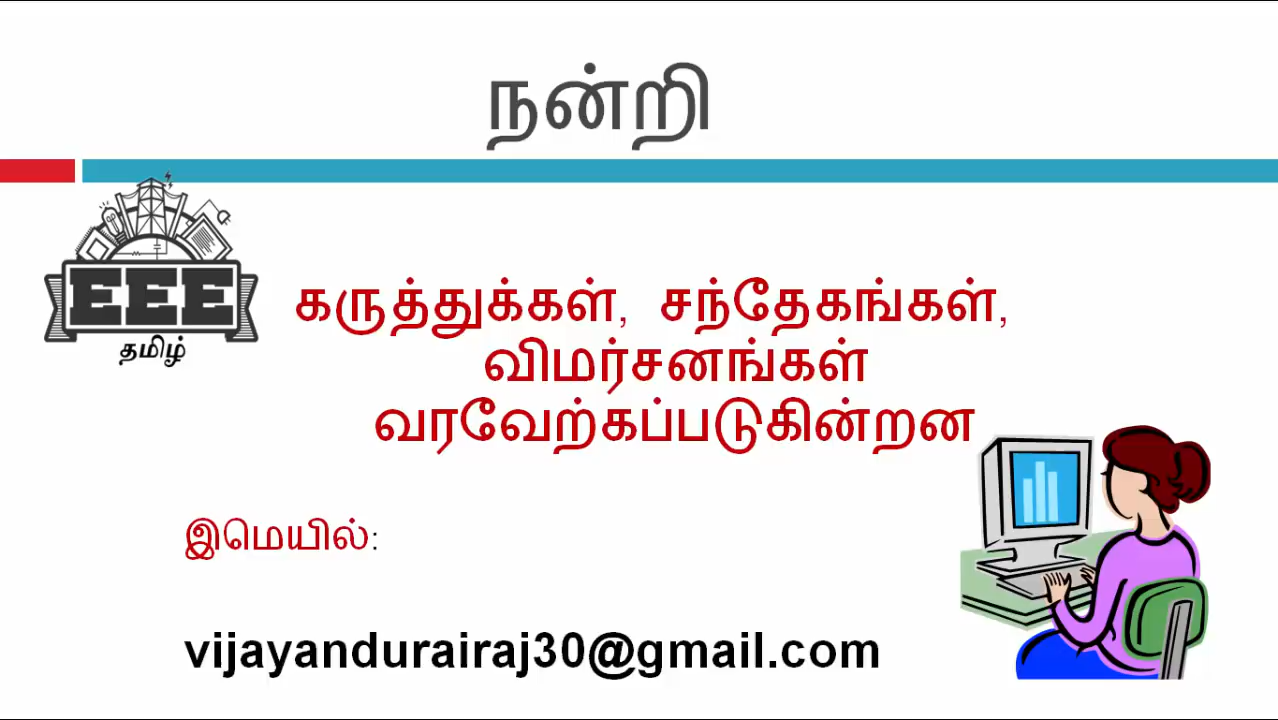 நன்றி
EEE
தமிழ்
கருத்துக்கள், சந்தேகங்கள்,
விமர்சனங்கள்
வரவேற்கப்படுகின்றன
இமெயில்:
vijayandurairaj30@gmail.com